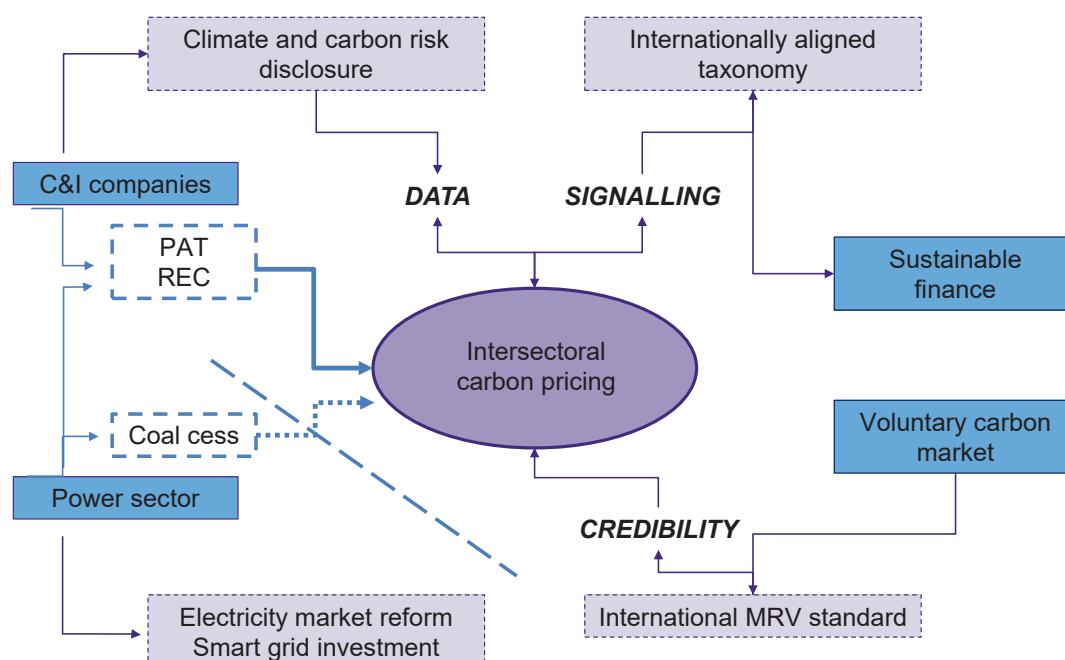 Climate and carbon risk
disclosure
Internationally aligned
taxonomy
C&I companies
DATA
SIGNALLING
PAT
REC
Sustainable
finance
Intersectoral
carbon pricing
Coal cess
Voluntary carbon
market
Power sector
CREDIBILITY
Electricity market reform
Smart grid investment
International MRV standard